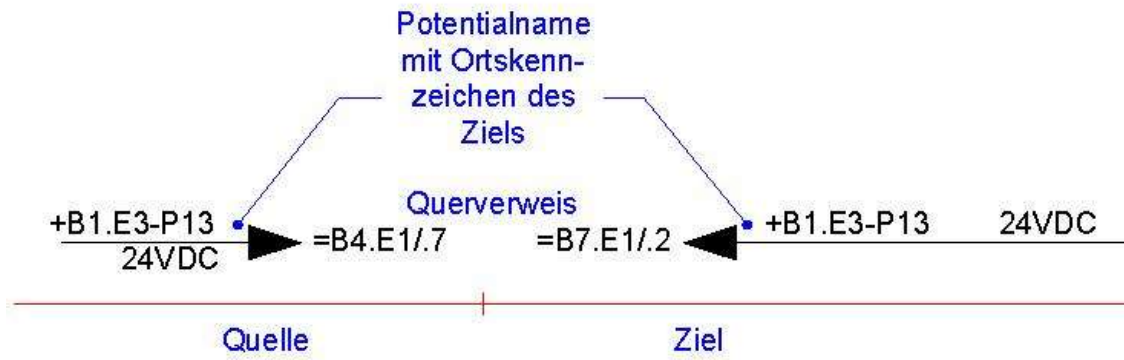 Potentialname
mit Ortskenn-
zeichen des
Ziels
+B1.E3-P13
24VDC
=B4.E1/.7
Querverweis
=B7.E1/.2
+B1.E3-P13
24VDC
Quelle
Ziel